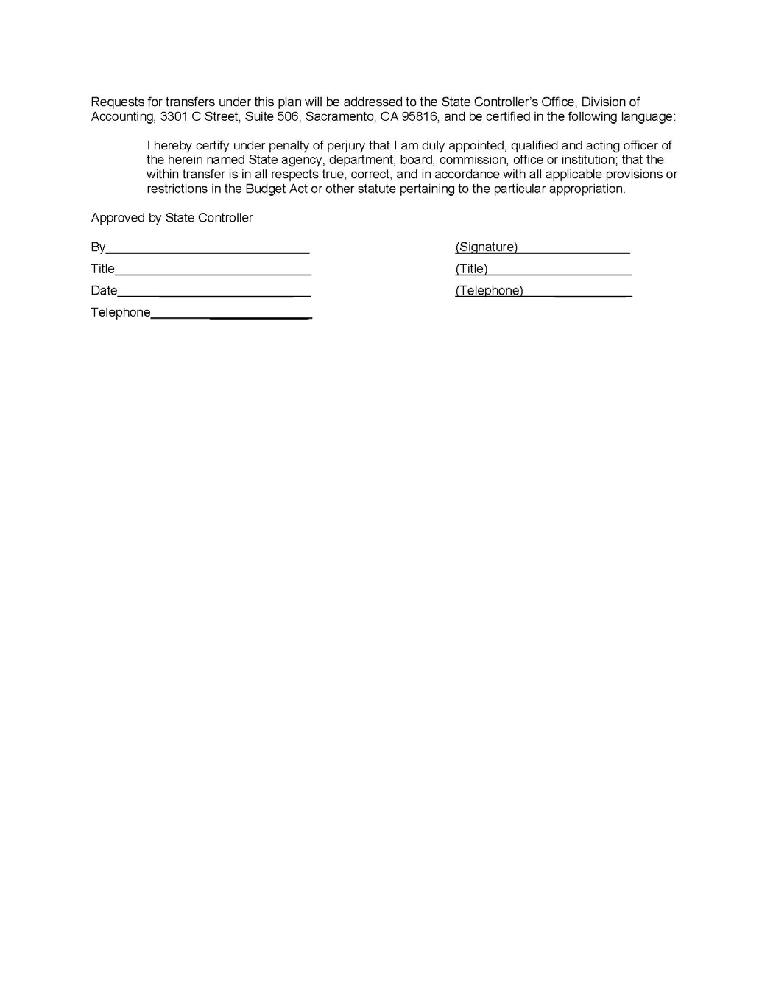 Requests for transfers under this plan will be addressed to the State Controller’s Office, Division of
Accounting, 3301 C Street, Suite 506, Sacramento, CA 95816, and be certified in the following language:
I hereby certify under penalty of perjury that I am duly appointed, qualified and acting officer of
the herein named State agency, department, board, commission, office or institution; that the
within transfer is in all respects true, correct, and in accordance with all applicable provisions or
restrictions in the Budget Act or other statute pertaining to the particular appropriation.
Approved by State Controller
By (Signature)
Title (Title)
Date (Telephone)
Telephone